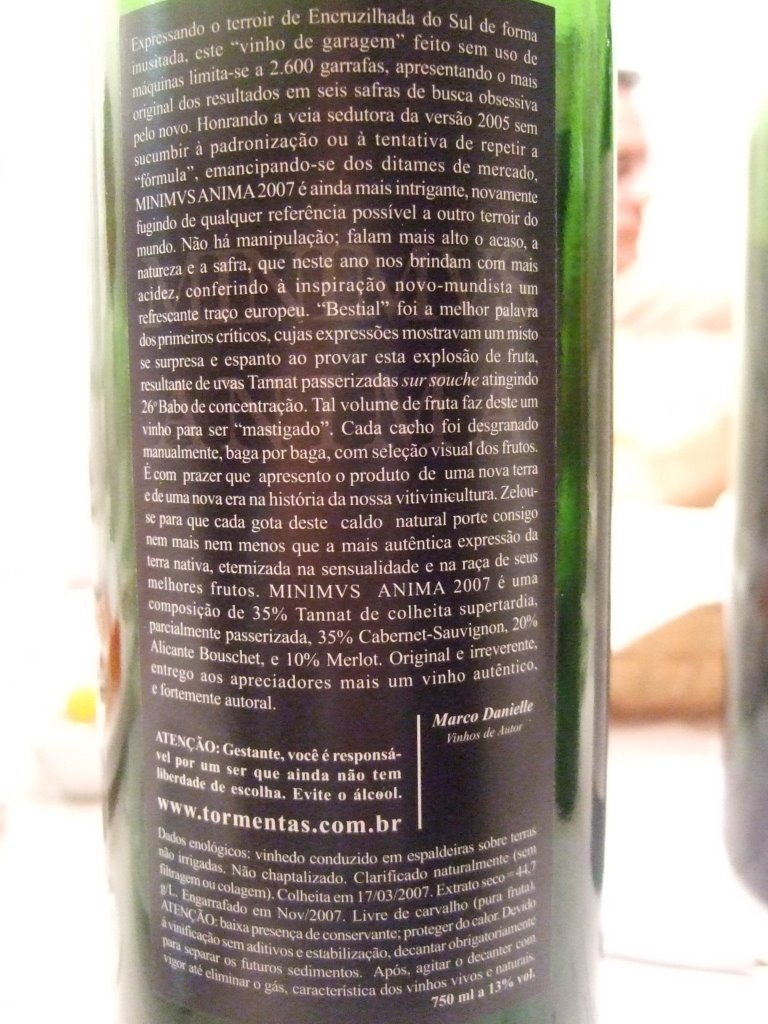 Expressando o terroir de Encruzilhada do Sul de forma
inusitada, este “vinho de garagem” feito sem uso de
máquinas limita-se a 2.600 garrafas, apresentando o mais
original dos resultados em seis safras de busca obsessiva
pelo novo. Honrando a veia sedutora da versão 2005 sem
sucumbir à padronização ou à tentativa de repetir a
“fórmula”, emancipando-se dos ditames de mercado,
MINIMVS ANIMA 2007 é ainda mais intrigante, novamente
fugindo de qualquer referência possível a outro terroir do
mundo. Não há manipulação; falam mais alto o acaso, a
natureza e a safra, que neste ano nos brindam com mais
acidez, conferindo à inspiração novo-mundista um
refrescante traço europeu. “Bestial” foi a melhor palavra
dos primeiros críticos, cujas expressões mostravam um misto
se surpresa e espanto ao provar esta explosão de fruta,
resultante de uvas Tannat passerizadas sur souche atingindo
26º Babo de concentração. Tal volume de fruta faz deste um
vinho para ser “mastigado”. Cada cacho foi desgranado
manualmente, baga por baga, com seleção visual dos frutos.
É com prazer que apresento o produto de uma nova terra
e de uma nova era na história da nossa vitivinicultura. Zelou-
se para que cada gota deste caldo natural porte consigo
nem mais nem menos que a mais autêntica expressão da
terra nativa, eternizada na sensualidade e na raça de seus
melhores frutos. MINIMVS ANIMA 2007 é uma
composição de 35% Tannat de colheita supertardia,
parcialmente passerizada, 35% Cabernet-Sauvignon, 20%
Alicante Bouschet, e 10% Merlot. Original e irreverente,
entrego aos apreciadores mais um vinho autêntico,
e fortemente autoral.
Marco Danielle
Vinhos de Autor
ATENÇÃO: Gestante, você é responsá-
vel por um ser que ainda não tem
liberdade de escolha. Evite o álcool.
www.tormentas.com.br
Dados enológicos: vinhedo conduzido em espaldeiras sobre terras
não irrigadas. Não chaptalizado. Clarificado naturalmente (sem
filtragem ou colagem). Colheita em 17/03/2007. Extrato seco = 44,7
g/L. Engarrafado em Nov/2007. Livre de carvalho (pura fruta).
ATENÇÃO: baixa presença de conservante; proteger do calor. Devido
à vinificação sem aditivos e estabilização, decantar obrigatoriamente
para separar os futuros sedimentos. Após, agitar o decanter com
vigor até eliminar o gás, característica dos vinhos vivos e naturais.
750 ml a 13% vol.